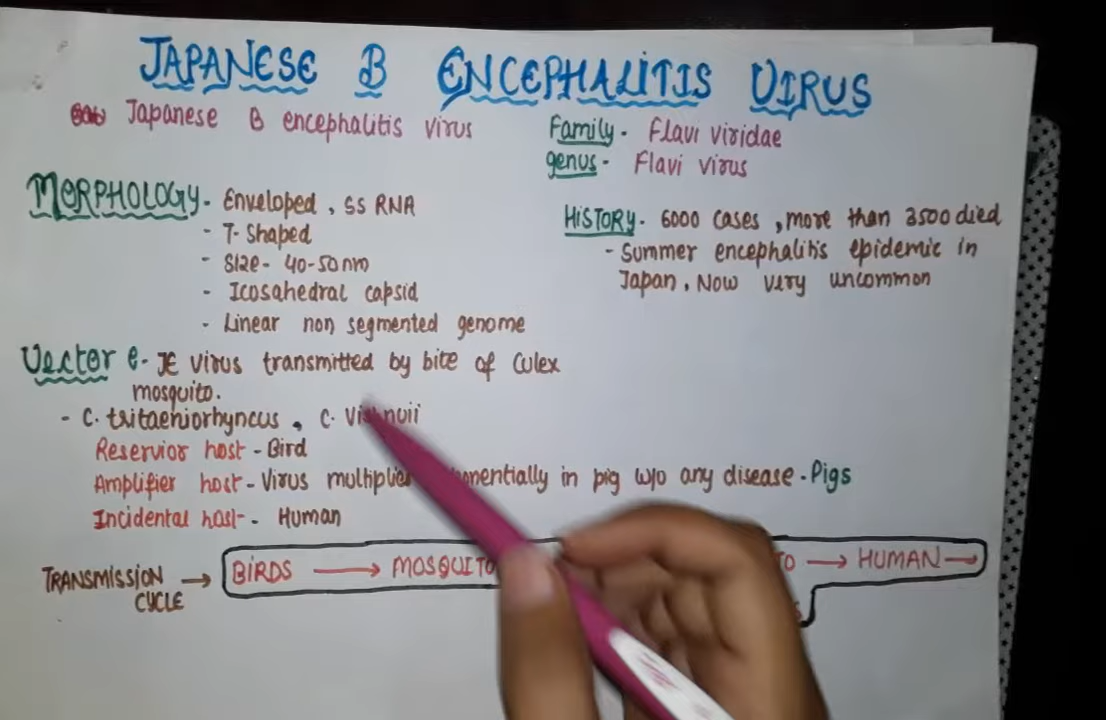 JAPANESE B ENCEPHALITIS VIRUS
Japanese B encephalitis virus
Family - Flavi viridae
genus - Flavi virus
MORPHOLOGY - Enveloped, SS RNA
- T-Shaped
- SIZE - 40-50nm
- Icosahedral capsid
- Linear non segmented genome
HISTORY - 6000 cases, more than 3500 died
- Summer encephalitis epidemic in
Japan, Now very uncommon
Vector - JE virus transmitted by bite of Culex
mosquito.
- C. tritaeniorhyncus, C.
Reservior host - Bird
Amplifier host - Virus in pig w/o any disease - Pigs
Incidental host - Human
TRANSMISSION CYCLE → BIRDS → MOSQUITO → HUMAN →